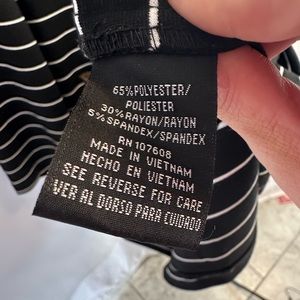 65% POLYESTER/
POLIESTER
30% RAYON/RAYON
5% SPANDEX/SPANDEX
RN 107608
MADE IN VIETNAM
HECHO EN VIETNAM
SEE REVERSE FOR CARE
VER AL DORSO PARA CUIDADO